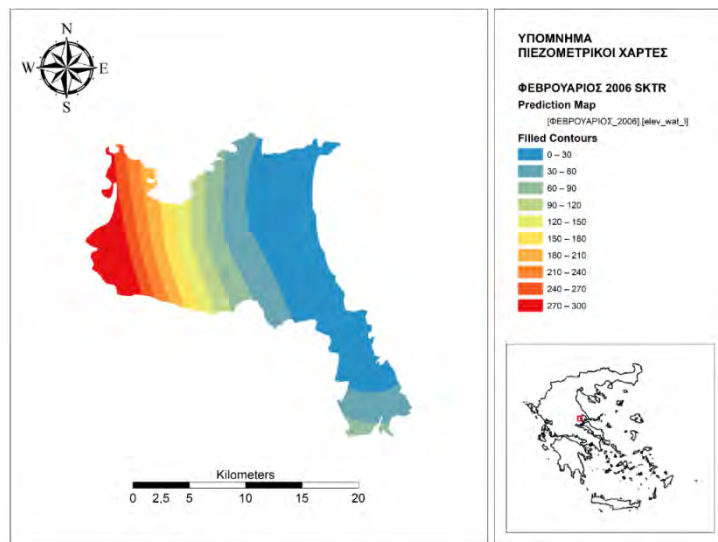 N
W E
S
Kilometers
0 2,5 5 10 15 20
ΥΠΟΜΝΗΜΑ
ΠΙΕΖΟΜΕΤΡΙΚΟΙ ΧΑΡΤΕΣ
ΦΕΒΡΟΥΑΡΙΟΣ 2006 SKTR
Prediction Map
[ΦΕΒΡΟΥΑΡΙΟΣ_2006].[elev_wat_l]
Filled Contours
0 – 30
30 – 60
60 – 90
90 – 120
120 – 150
150 – 180
180 – 210
210 – 240
240 – 270
270 – 300